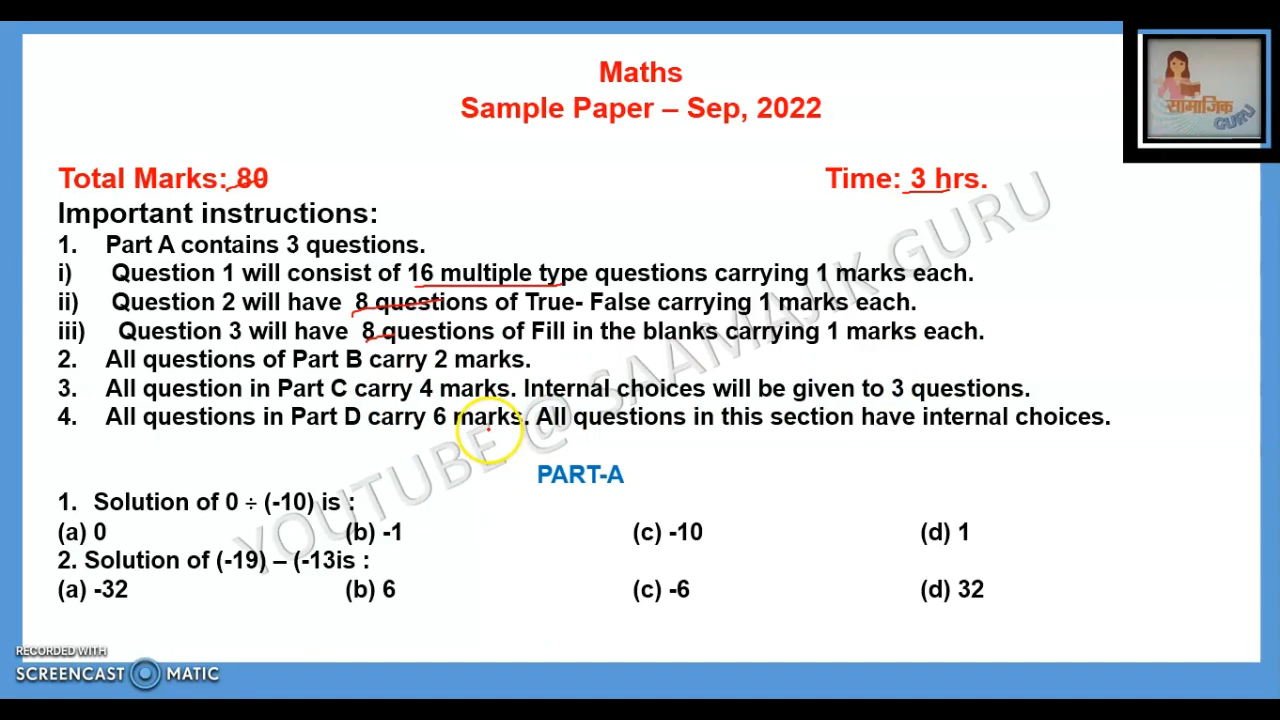 Maths
Sample Paper – Sep, 2022
सामाजिक
GURU
Total Marks: 80 Time: 3 hrs.
Important instructions:
1. Part A contains 3 questions.
i) Question 1 will consist of 16 multiple type questions carrying 1 marks each.
ii) Question 2 will have 8 questions of True- False carrying 1 marks each.
iii) Question 3 will have 8 questions of Fill in the blanks carrying 1 marks each.
2. All questions of Part B carry 2 marks.
3. All question in Part C carry 4 marks. Internal choices will be given to 3 questions.
4. All questions in Part D carry 6 marks. All questions in this section have internal choices.
YOUTUBE @ SAAMAJIK GURU
PART-A
1. Solution of 0 ÷ (-10) is :
(a) 0 (b) -1 (c) -10 (d) 1
2. Solution of (-19) – (-13is :
(a) -32 (b) 6 (c) -6 (d) 32
RECORDED WITH
SCREENCAST MATIC